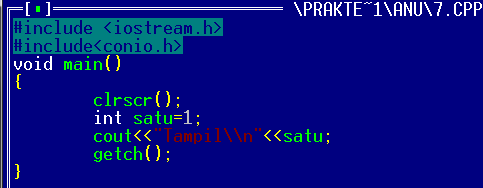 [■] \PRAKTE~1\ANU\7.CPP
#include <iostream.h>
#include<conio.h>
void main()
{
clrscr();
int satu=1;
cout<<"Tampil\\n"<<satu;
getch();
}